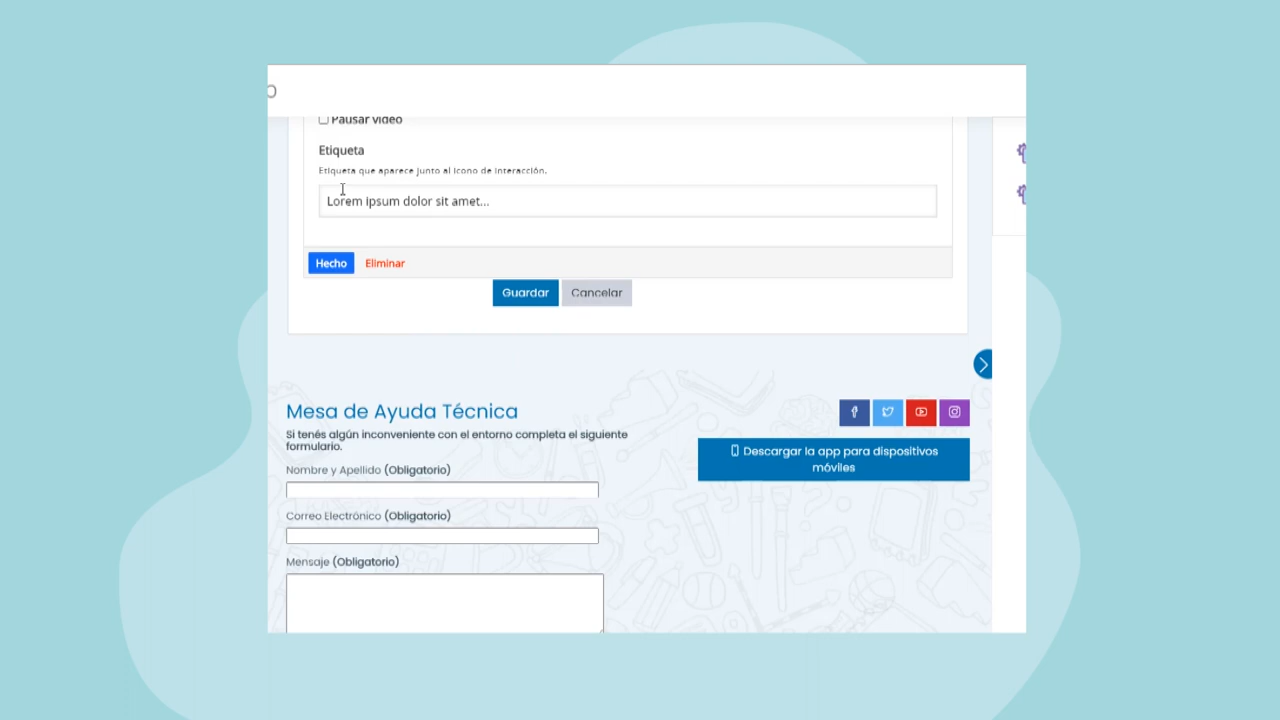 Pausar video
Etiqueta
Etiqueta que aparece junto al icono de interacción.
Lorem ipsum dolor sit amet...
Hecho Eliminar
Guardar Cancelar
Mesa de Ayuda Técnica
Si tenés algún inconveniente con el entorno completa el siguiente
formulario.
Descargar la app para dispositivos
móviles
Nombre y Apellido (Obligatorio)
Correo Electrónico (Obligatorio)
Mensaje (Obligatorio)